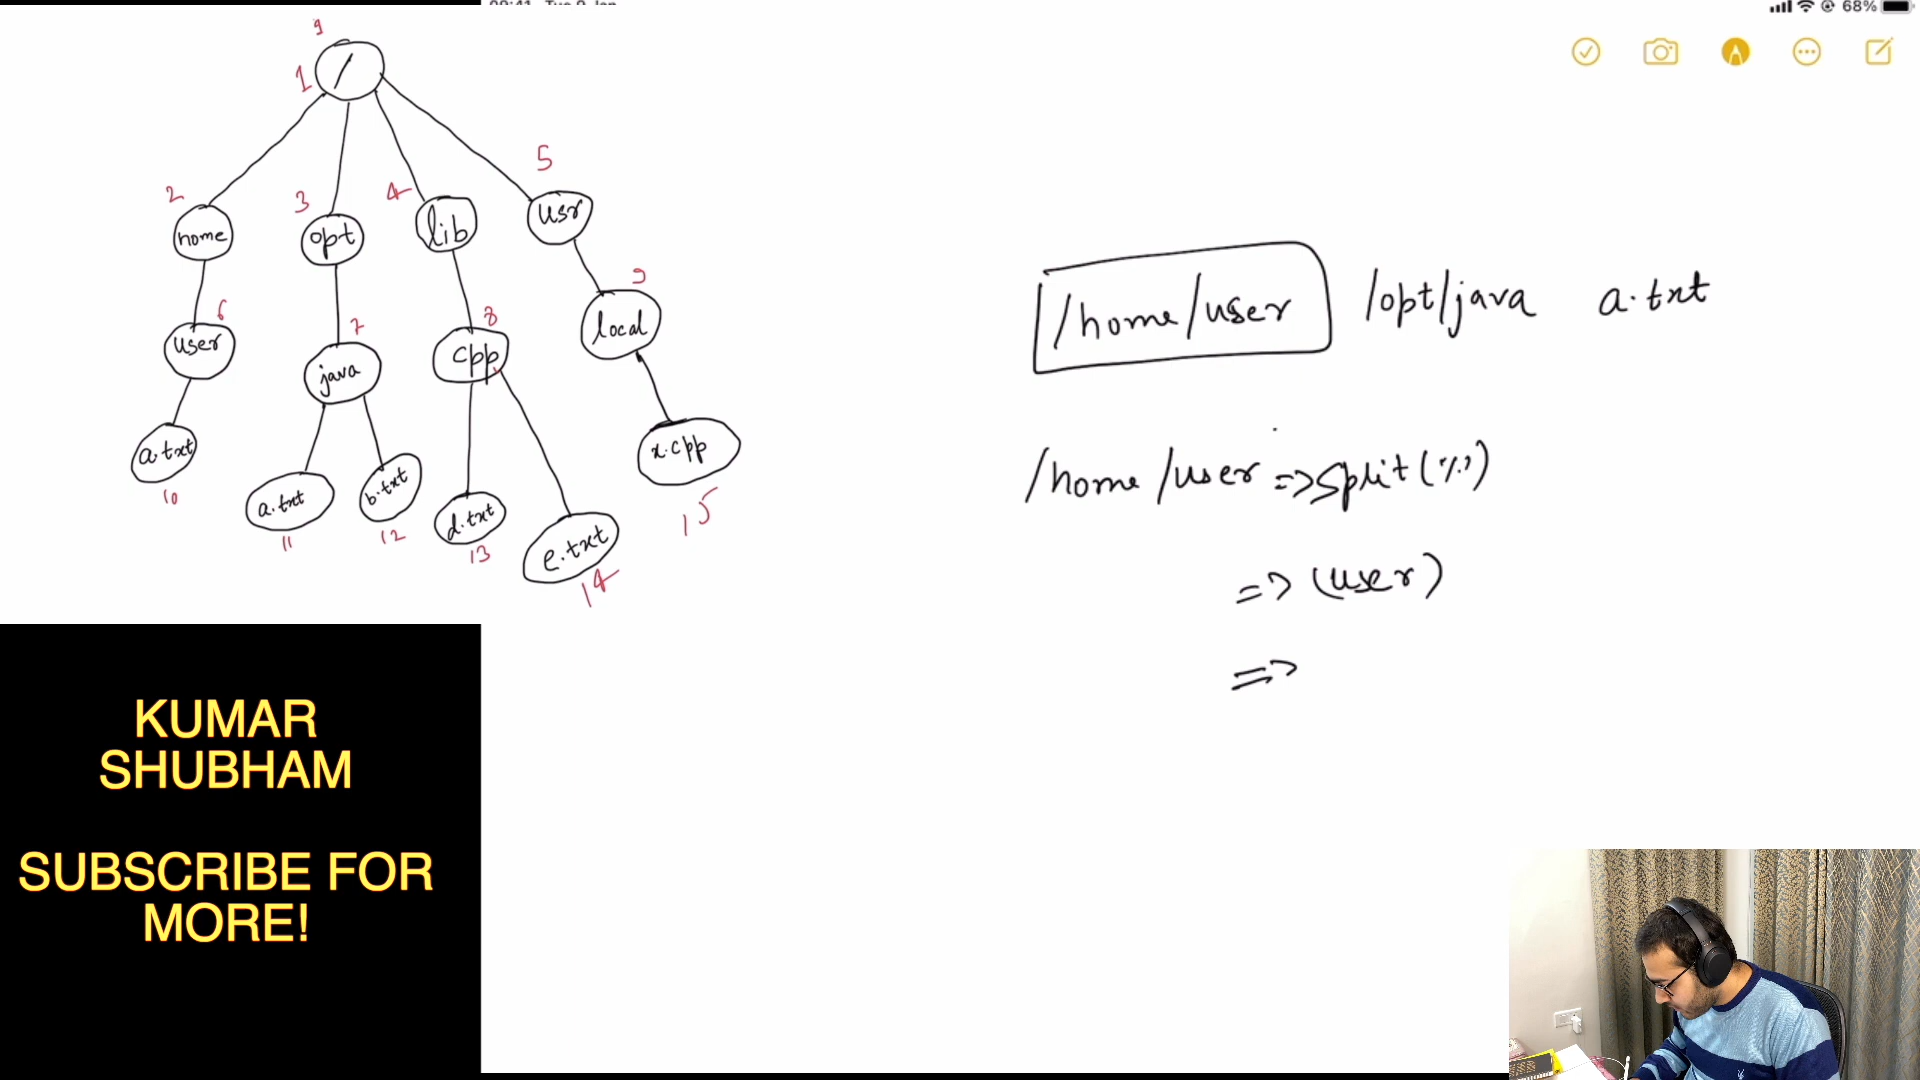 68%
9
1
/
5
2
3
4
home
opt
lib
usr
6
7
8
9
user
java
cpp
local
a.txt
a.txt
b.txt
d.txt
e.txt
x.cpp
10
11
12
13
14
15
/home/user /opt/java a.txt
/home/user => split('/')
=> (user)
=>
KUMAR
SHUBHAM
SUBSCRIBE FOR
MORE!